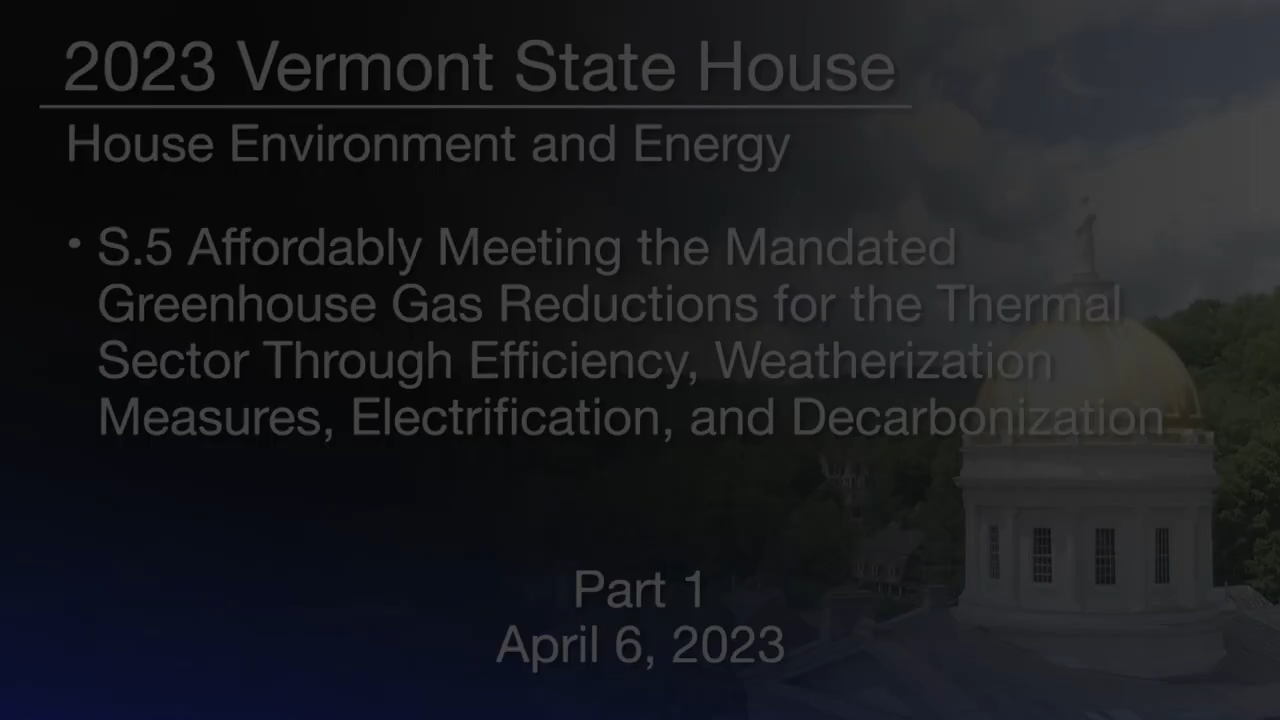 2023 Vermont State House
House Environment and Energy
• S.5 Affordably Meeting the Mandated
Greenhouse Gas Reductions for the Thermal
Sector Through Efficiency, Weatherization
Measures, Electrification, and Decarbonization
Part 1
April 6, 2023